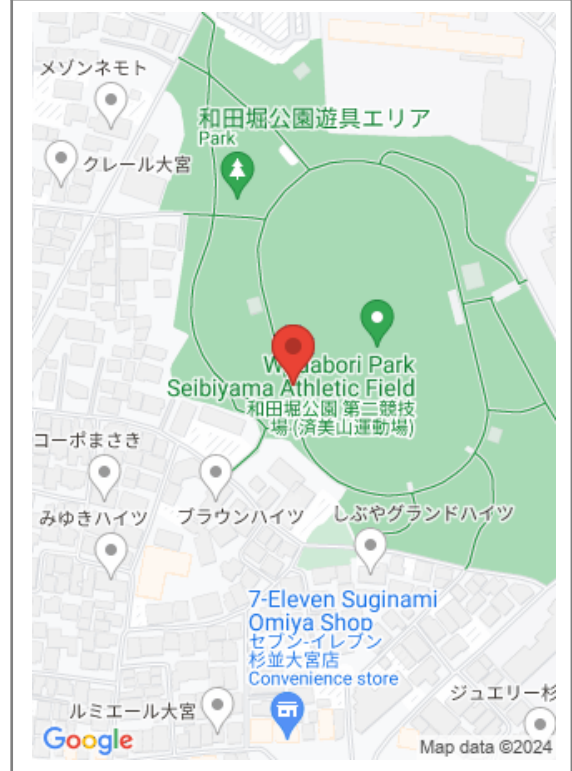 メゾンネモト
和田堀公園遊具エリア
Park
クレール大宮
Seibiyama Athletic Field
和田堀公園 第二競技
場 (済美山運動場)
コーポまさき
みゆきハイツ
ブラウンハイツ
しぶやグランドハイツ
7-Eleven Suginami
Omiya Shop
セブン-イレブン
杉並大宮店
Convenience store
ルミエール大宮
ジュエリー杉
Google
Map data ©2024